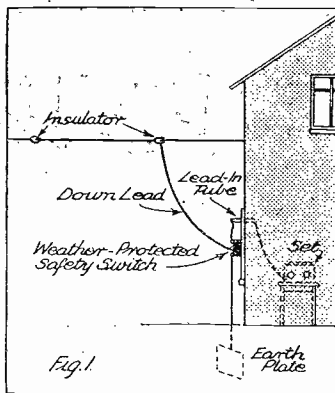 Insulator
Lead-In
Tube
Down Lead
Weather-Protected
Safety Switch
Set
Earth
Plate
Fig.1.